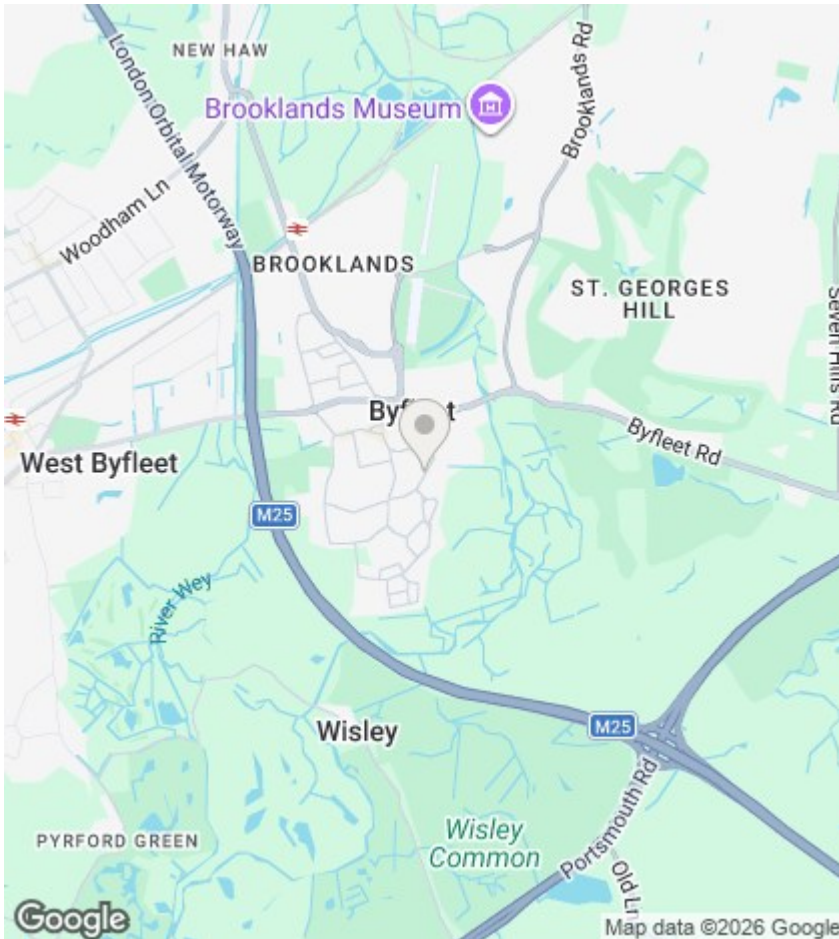 NEW HAW
London Orbital Motorway
Brooklands Museum
Brooklands Rd
Woodham Ln
BROOKLANDS
ST. GEORGES
HILL
Seven Hills Rd
Byfleet
Byfleet Rd
West Byfleet
M25
River Wey
Wisley
M25
Portsmouth Rd
PYRFORD GREEN
Wisley
Common
Old Ln
Google
Map data ©2026 Google